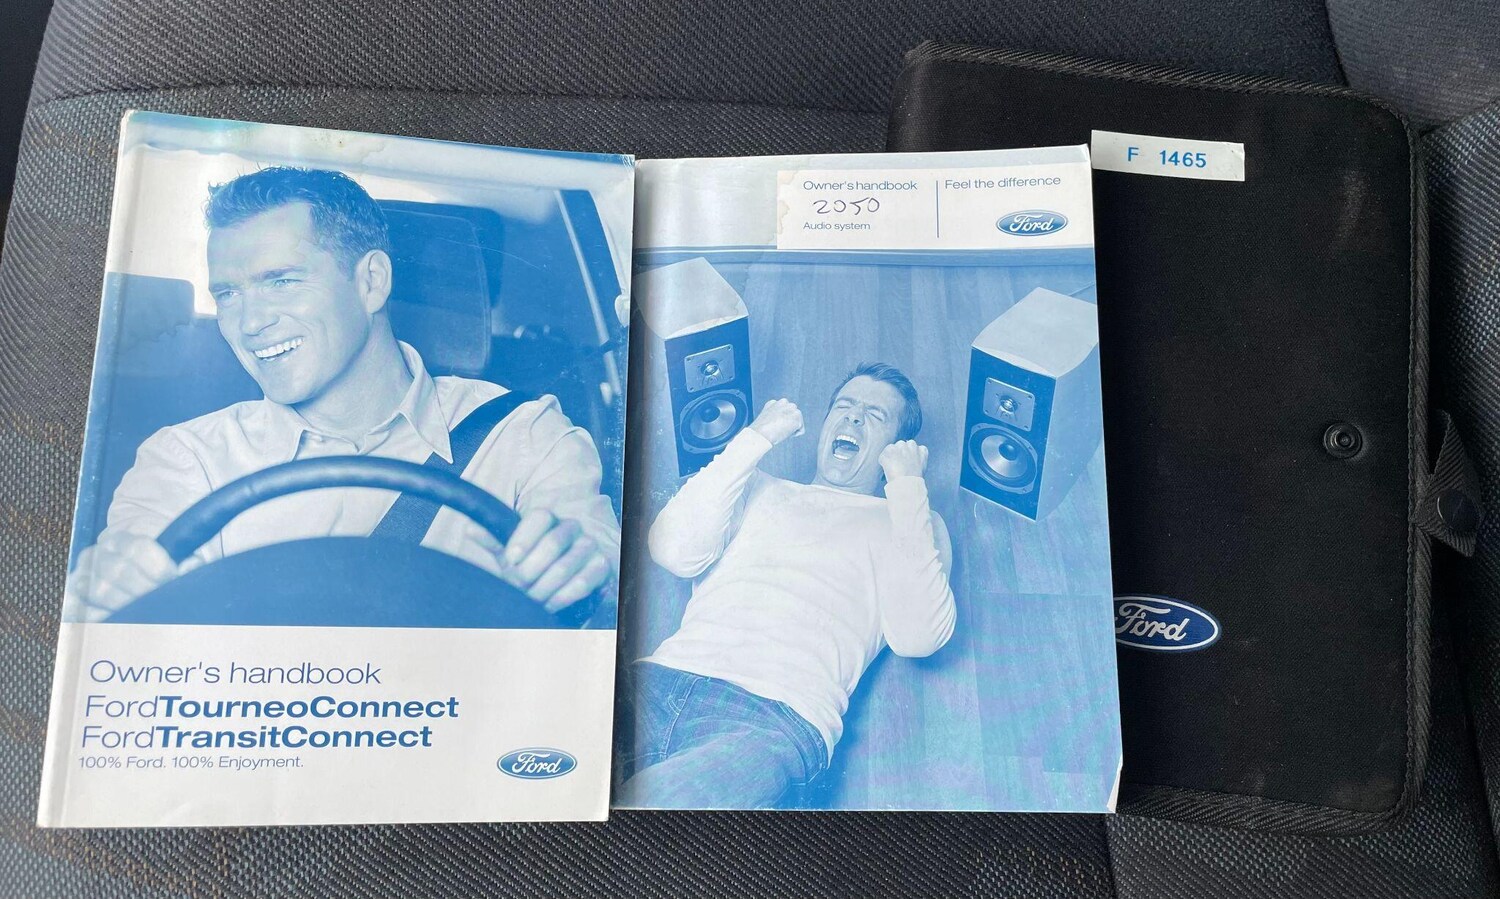 Owner's handbook
FordTourneoConnect
FordTransitConnect
100% Ford. 100% Enjoyment.
Ford
Owner's handbook
2050
Audio system
Feel the difference
Ford
F 1465
Ford